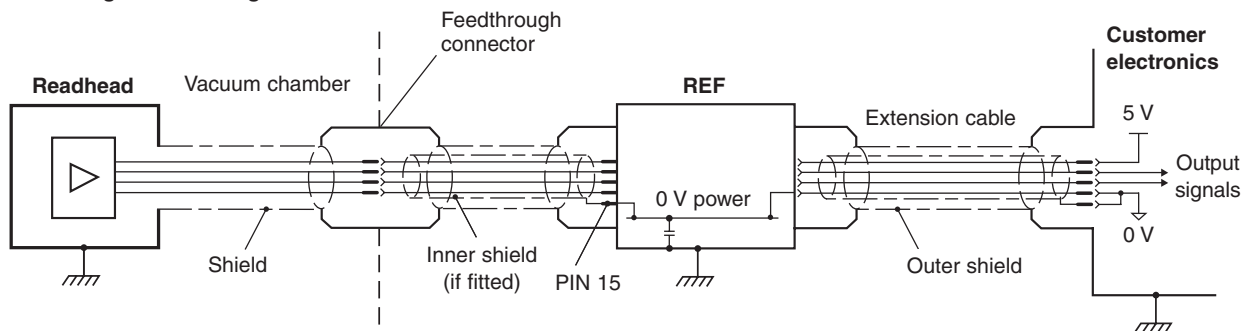 Feedthrough
connector
Customer
electronics
Readhead
Vacuum chamber
REF
Extension cable
5 V
Output
signals
0 V power
0 V
Shield
Inner shield
(if fitted)
PIN 15
Outer shield